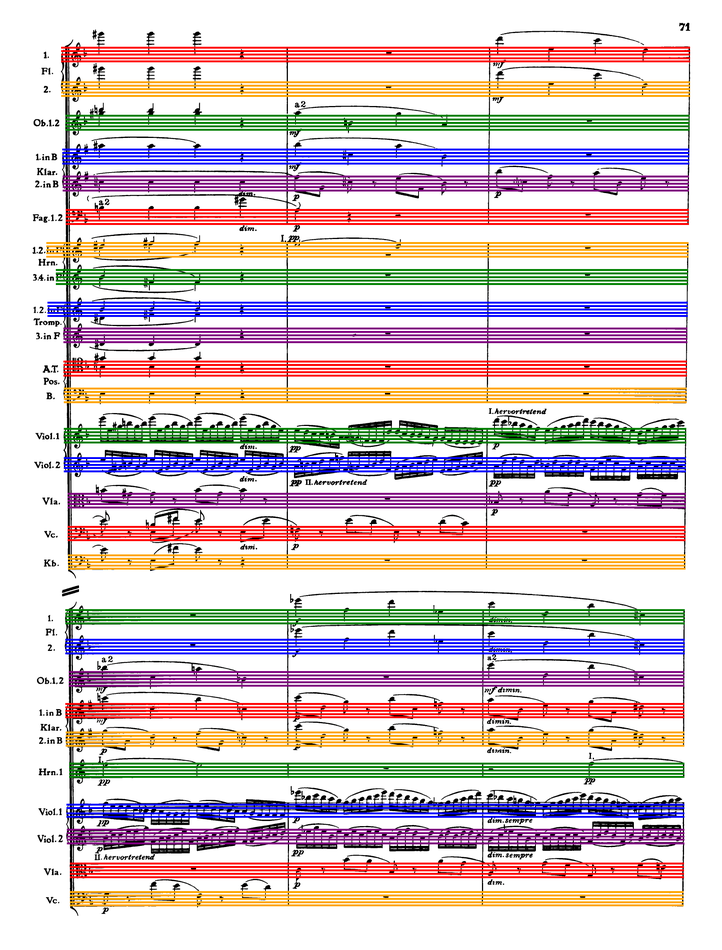 71
1.
Fl.
2.
Ob.1.2
a2
mf
1. in B
mf
Klar.
2. in B
dim.
p
p
Fag.1.2
a2
dim.
p
1.2.
I. pp
Hrn.
3.4. in F
1.2.
Tromp.
3. in F
A.T.
Pos.
B.
I. hervortretend
Viol.1
dim.
pp
p
Viol.2
dim.
pp II. hervortretend
pp
Vla.
p
Vc.
dim.
p
Kb.
1.
dimin.
Fl.
2.
dimin.
Ob.1.2
a2
mf
a2
mf dimin.
1. in B
mf
p
dimin.
Klar.
2. in B
p
p
dimin.
Hrn.1
I.
pp
I.
pp
Viol.1
pp
pp
dim. sempre
Viol.2
pp
pp
dim. sempre
II. hervortretend
Vla.
p
dim.
Vc.
p